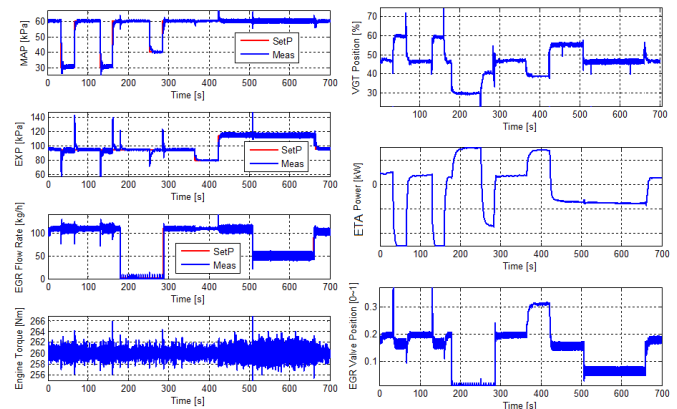 MAP [kPa]
60
50
40
30
SetP
Meas
0 100 200 300 400 500 600 700
Time [s]
EXP [kPa]
140
120
100
80
60
SetP
Meas
0 100 200 300 400 500 600 700
Time [s]
EGR Flow Rate [kg/h]
100
50
0
SetP
Meas
0 100 200 300 400 500 600 700
Time [s]
Engine Torque [Nm]
266
264
262
260
258
256
0 100 200 300 400 500 600 700
Time [s]
VGT Position [%]
70
60
50
40
30
0 100 200 300 400 500 600 700
Time [s]
ETA Power [kW]
0
0 100 200 300 400 500 600 700
Time [s]
EGR Valve Position [0~1]
0.3
0.2
0.1
0 100 200 300 400 500 600 700
Time [s]